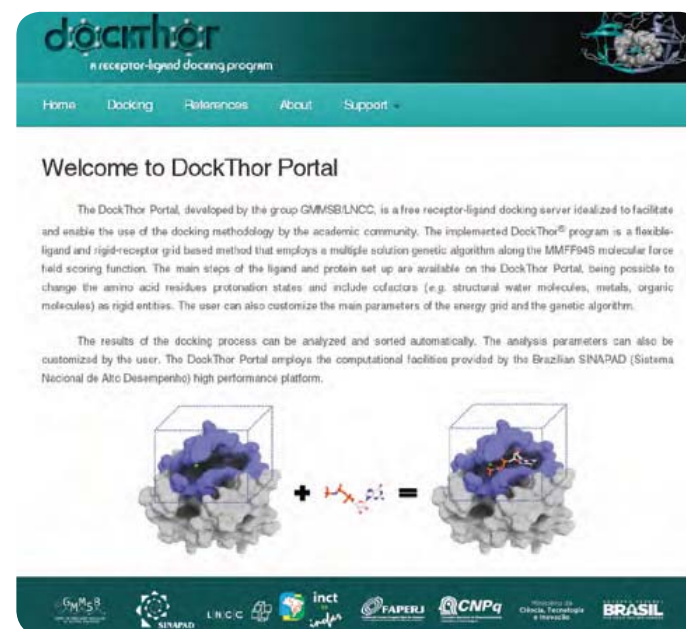 dockthor
A receptor-ligand docking program
Home Docking References About Support
Welcome to DockThor Portal
The DockThor Portal, developed by the group GMMSB/LNCC, is a free receptor-ligand docking server idealized to facilitate
and enable the use of the docking methodology by the academic community. The implemented DockThor® program is a flexible-
ligand and rigid-receptor grid based method that employs a multiple solution genetic algorithm along the MMFF94S molecular force
field scoring function. The main steps of the ligand and protein set up are available on the DockThor Portal, being possible to
change the amino acid residues protonation states and include cofactors (e.g. structural water molecules, metals, organic
molecules) as rigid entities. The user can also customize the main parameters of the energy grid and the genetic algorithm.
The results of the docking process can be analyzed and sorted automatically. The analysis parameters can also be
customized by the user. The DockThor Portal employs the computational facilities provided by the Brazilian SINAPAD (Sistema
Nacional de Alto Desempenho) high performance platform.
+ =
GMMSB SINAPAD LNCC inct FAPERJ CNPq Ministério da Ciência, Tecnologia e Inovação BRASIL